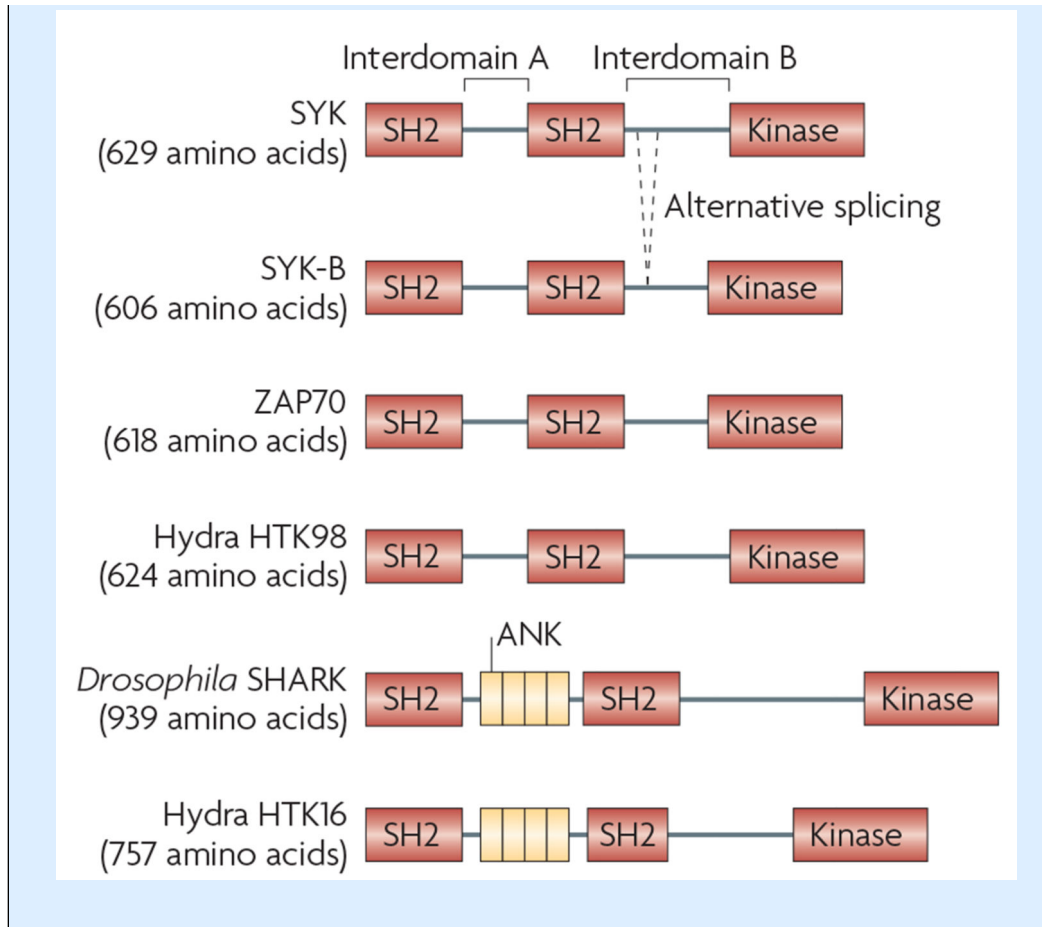 Interdomain A Interdomain B
SYK
(629 amino acids)
SH2 SH2 Kinase
Alternative splicing
SYK-B
(606 amino acids)
SH2 SH2 Kinase
ZAP70
(618 amino acids)
SH2 SH2 Kinase
Hydra HTK98
(624 amino acids)
SH2 SH2 Kinase
ANK
Drosophila SHARK
(939 amino acids)
SH2 SH2 Kinase
Hydra HTK16
(757 amino acids)
SH2 SH2 Kinase